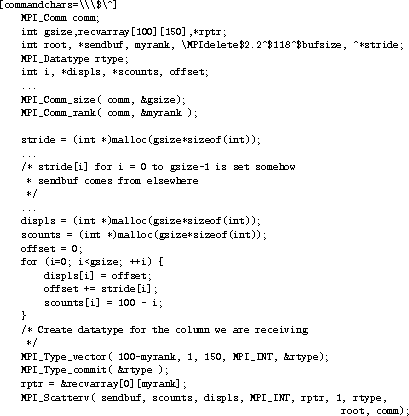 [commandchars=\\\$\^]
MPI_Comm comm;
int gsize,recvarray[100][150],*rptr;
int root, *sendbuf, myrank, \MPIdelete$2.2^$118^$bufsize, ^*stride;
MPI_Datatype rtype;
int i, *displs, *scounts, offset;
...
MPI_Comm_size( comm, &gsize);
MPI_Comm_rank( comm, &myrank );
stride = (int *)malloc(gsize*sizeof(int));
...
/* stride[i] for i = 0 to gsize-1 is set somehow
* sendbuf comes from elsewhere
*/
...
displs = (int *)malloc(gsize*sizeof(int));
scounts = (int *)malloc(gsize*sizeof(int));
offset = 0;
for (i=0; i<gsize; ++i) {
displs[i] = offset;
offset += stride[i];
scounts[i] = 100 - i;
}
/* Create datatype for the column we are receiving
*/
MPI_Type_vector( 100-myrank, 1, 150, MPI_INT, &rtype);
MPI_Type_commit( &rtype );
rptr = &recvarray[0][myrank];
MPI_Scatterv( sendbuf, scounts, displs, MPI_INT, rptr, 1, rtype,
root, comm);